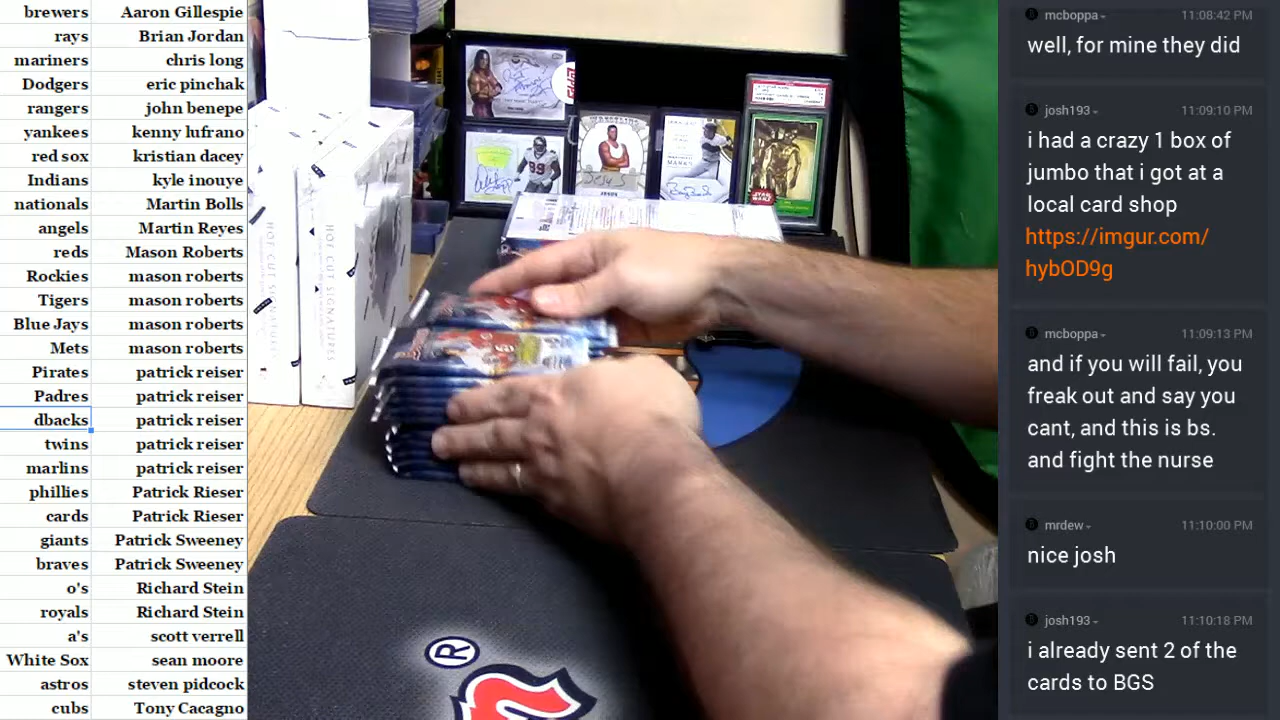 brewers Aaron Gillespie
rays Brian Jordan
mariners chris long
Dodgers eric pinchak
rangers john benepe
yankees kenny lufrano
red sox kristian dacey
Indians kyle inouye
nationals Martin Bolls
angels Martin Reyes
reds Mason Roberts
Rockies mason roberts
Tigers mason roberts
Blue Jays mason roberts
Mets mason roberts
Pirates patrick reiser
Padres patrick reiser
dbacks patrick reiser
twins patrick reiser
marlins patrick reiser
phillies Patrick Rieser
cards Patrick Rieser
giants Patrick Sweeney
braves Patrick Sweeney
o's Richard Stein
royals Richard Stein
a's scott verrell
White Sox sean moore
astros steven pidcock
cubs Tony Cacagno
HOF CUT SIGNATURES
HOF CUT SIGNATURES
STAR
WARS
®
mcboppa 11:08:42 PM
well, for mine they did
josh193 11:09:10 PM
i had a crazy 1 box of
jumbo that i got at a
local card shop
https://imgur.com/
hybOD9g
mcboppa 11:09:13 PM
and if you will fail, you
freak out and say you
cant, and this is bs.
and fight the nurse
mrdew 11:10:00 PM
nice josh
josh193 11:10:18 PM
i already sent 2 of the
cards to BGS